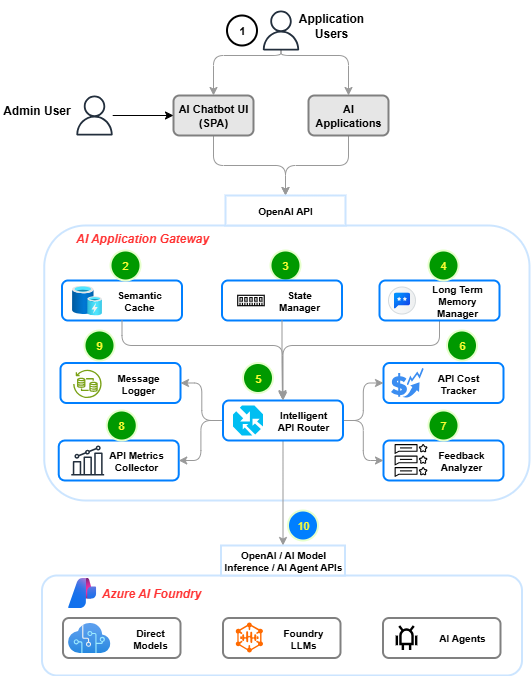 1
Application
Users
Admin User
AI Chatbot UI
(SPA)
AI
Applications
OpenAI API
AI Application Gateway
2
3
4
Semantic
Cache
State
Manager
Long Term
Memory
Manager
9
5
6
Message
Logger
API Cost
Tracker
Intelligent
API Router
8
7
API Metrics
Collector
Feedback
Analyzer
10
OpenAI / AI Model
Inference / AI Agent APIs
Azure AI Foundry
Direct
Models
Foundry
LLMs
AI Agents